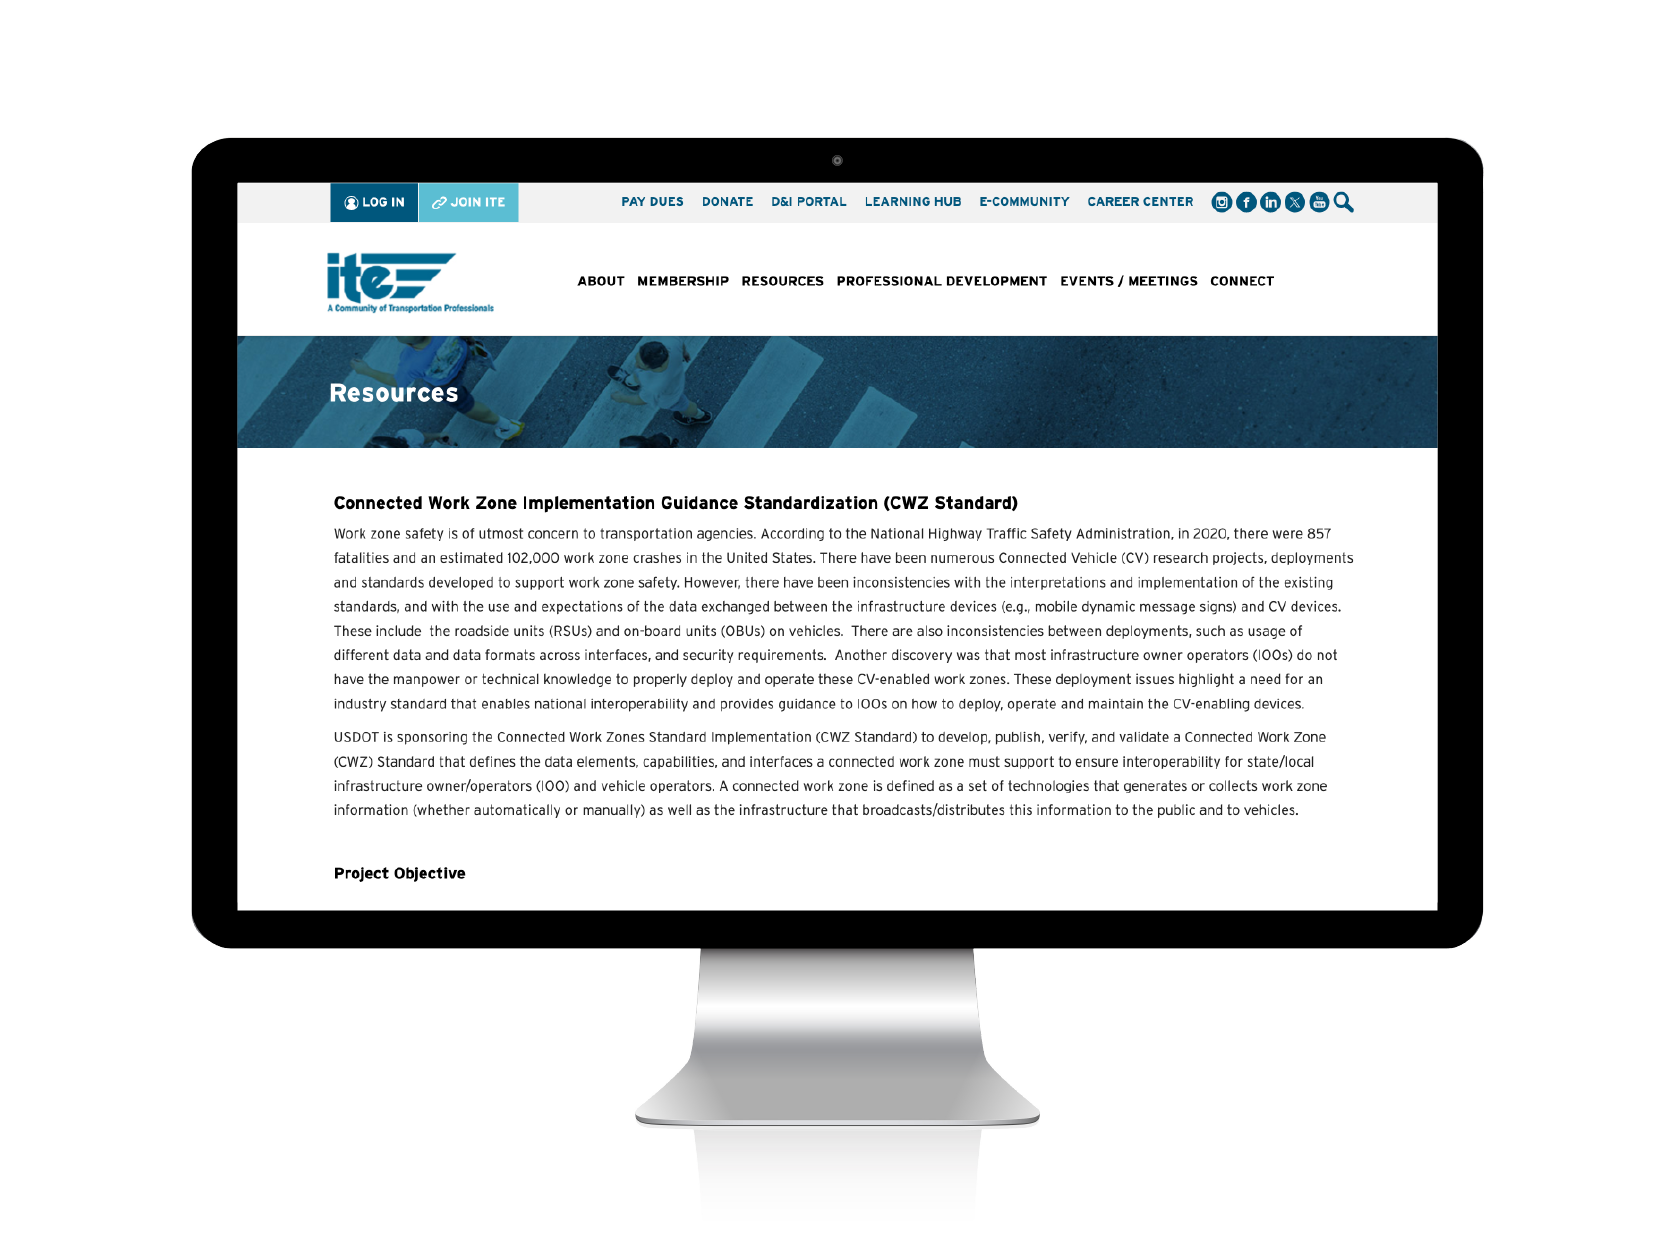 LOG IN JOIN ITE PAY DUES DONATE D&I PORTAL LEARNING HUB E-COMMUNITY CAREER CENTER
ite
A Community of Transportation Professionals
ABOUT MEMBERSHIP RESOURCES PROFESSIONAL DEVELOPMENT EVENTS / MEETINGS CONNECT
Resources
Connected Work Zone Implementation Guidance Standardization (CWZ Standard)
Work zone safety is of utmost concern to transportation agencies. According to the National Highway Traffic Safety Administration, in 2020, there were 857
fatalities and an estimated 102,000 work zone crashes in the United States. There have been numerous Connected Vehicle (CV) research projects, deployments
and standards developed to support work zone safety. However, there have been inconsistencies with the interpretations and implementation of the existing
standards, and with the use and expectations of the data exchanged between the infrastructure devices (e.g., mobile dynamic message signs) and CV devices.
These include the roadside units (RSUs) and on-board units (OBUs) on vehicles. There are also inconsistencies between deployments, such as usage of
different data and data formats across interfaces, and security requirements. Another discovery was that most infrastructure owner operators (IOOs) do not
have the manpower or technical knowledge to properly deploy and operate these CV-enabled work zones. These deployment issues highlight a need for an
industry standard that enables national interoperability and provides guidance to IOOs on how to deploy, operate and maintain the CV-enabling devices.
USDOT is sponsoring the Connected Work Zones Standard Implementation (CWZ Standard) to develop, publish, verify, and validate a Connected Work Zone
(CWZ) Standard that defines the data elements, capabilities, and interfaces a connected work zone must support to ensure interoperability for state/local
infrastructure owner/operators (IOO) and vehicle operators. A connected work zone is defined as a set of technologies that generates or collects work zone
information (whether automatically or manually) as well as the infrastructure that broadcasts/distributes this information to the public and to vehicles.
Project Objective